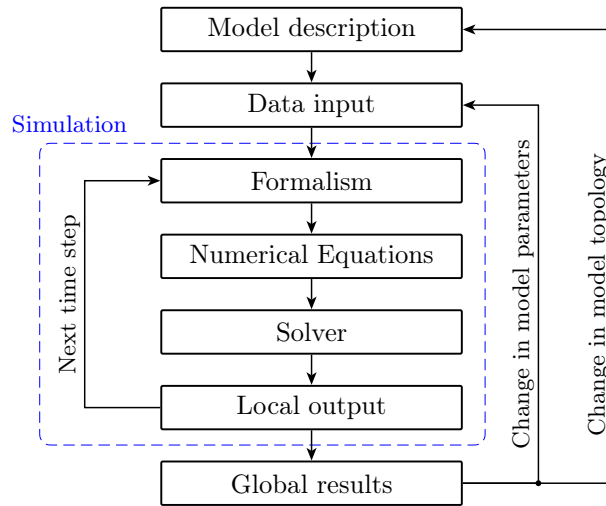 Model description
Data input
Simulation
Formalism
Numerical Equations
Solver
Local output
Global results
Next time step
Change in model parameters
Change in model topology